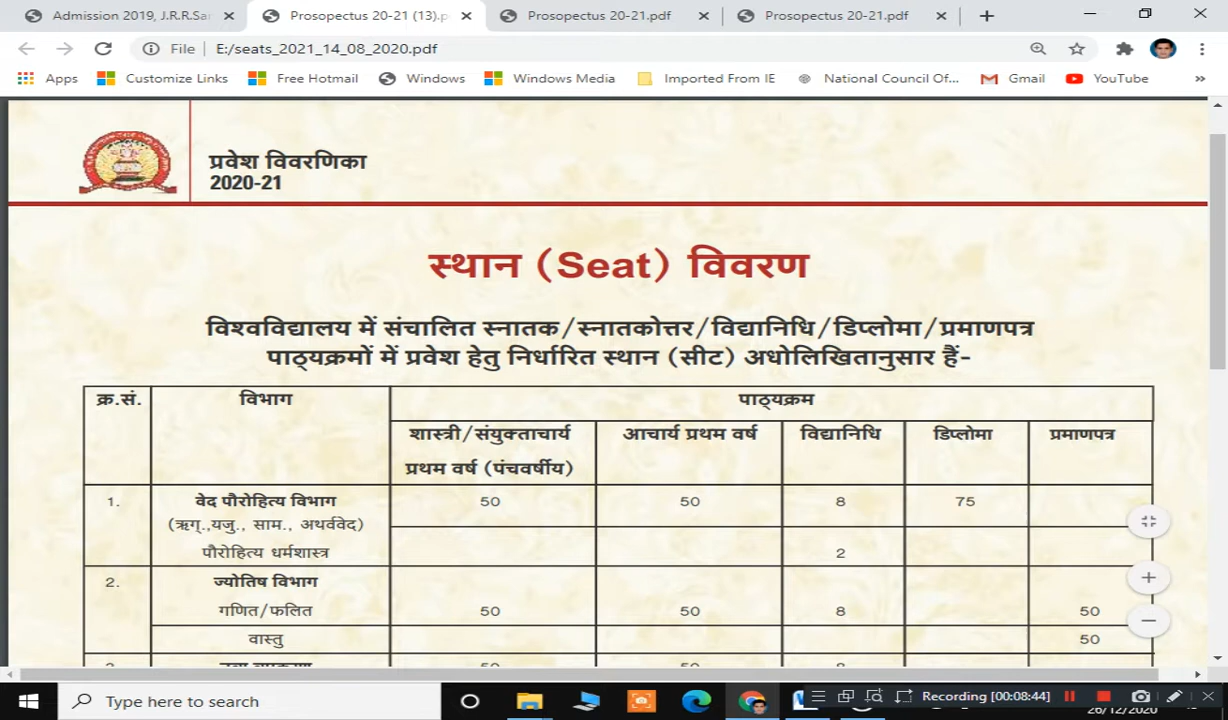 Admission 2019, J.R.R.Sar
Prosopectus 20-21 (13).p
Prosopectus 20-21.pdf
Prosopectus 20-21.pdf
File
E:/seats_2021_14_08_2020.pdf
Apps
Customize Links
Free Hotmail
Windows
Windows Media
Imported From IE
National Council Of...
Gmail
YouTube
प्रवेश विवरणिका
2020-21
स्थान (Seat) विवरण
विश्वविद्यालय में संचालित स्नातक/स्नातकोत्तर/विद्यानिधि/डिप्लोमा/प्रमाणपत्र
पाठ्यक्रमों में प्रवेश हेतु निर्धारित स्थान (सीट) अधोलिखितानुसार हैं-
क्र.सं. विभाग पाठ्यक्रम
शास्त्री/संयुक्ताचार्य आचार्य प्रथम वर्ष विद्यानिधि डिप्लोमा प्रमाणपत्र
प्रथम वर्ष (पंचवर्षीय)
1. वेद पौरोहित्य विभाग 50 50 8 75
(ऋग्.,यजु., साम., अथर्ववेद)
पौरोहित्य धर्मशास्त्र 2
2. ज्योतिष विभाग
गणित/फलित 50 50 8 50
वास्तु 50
Type here to search
Recording [00:08:44]
26/12/2020